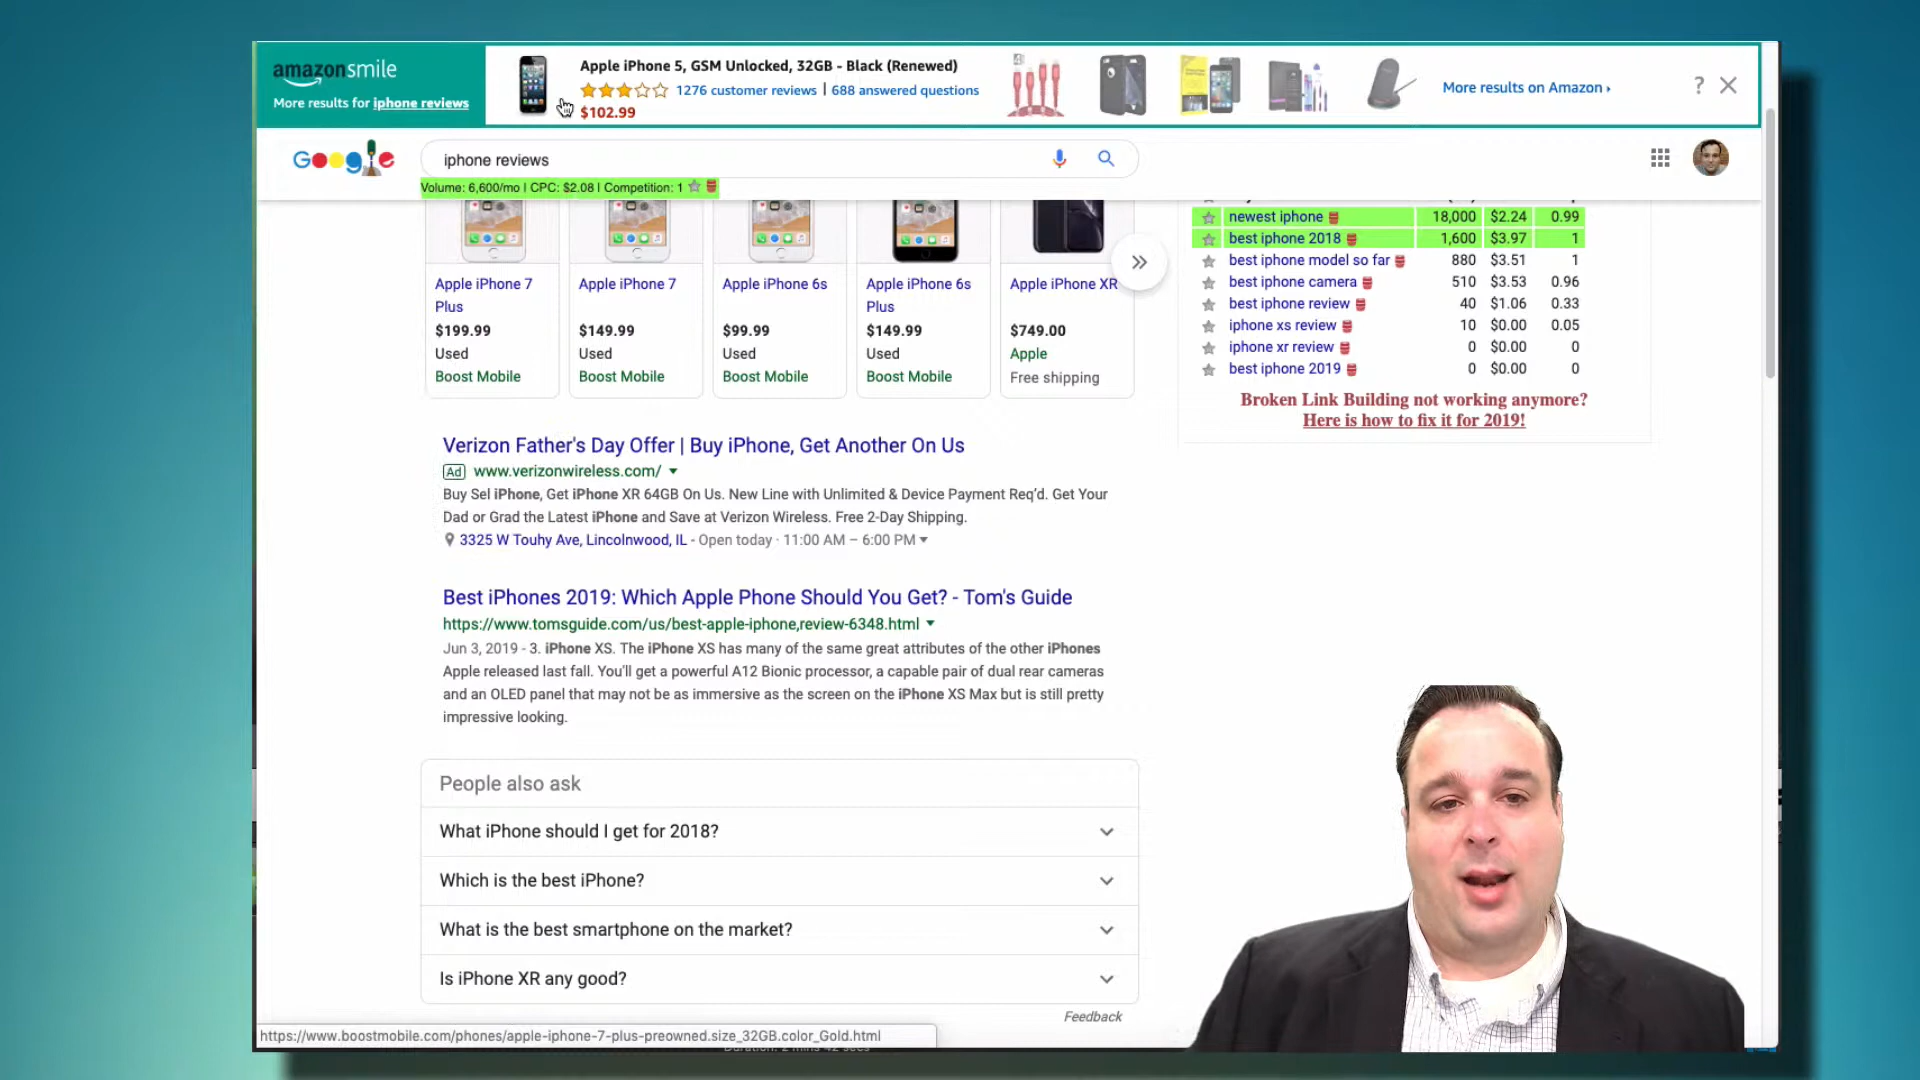 amazonsmile
More results for iphone reviews
Apple iPhone 5, GSM Unlocked, 32GB - Black (Renewed)
1276 customer reviews | 688 answered questions
$102.99
More results on Amazon ›
?
Google
iphone reviews
Volume: 6,600/mo | CPC: $2.08 | Competition: 1
Apple iPhone 7 Plus
$199.99
Used
Boost Mobile
Apple iPhone 7
$149.99
Used
Boost Mobile
Apple iPhone 6s
$99.99
Used
Boost Mobile
Apple iPhone 6s Plus
$149.99
Used
Boost Mobile
Apple iPhone XR
$749.00
Apple
Free shipping
newest iphone 18,000 $2.24 0.99
best iphone 2018 1,600 $3.97 1
best iphone model so far 880 $3.51 1
best iphone camera 510 $3.53 0.96
best iphone review 40 $1.06 0.33
iphone xs review 10 $0.00 0.05
iphone xr review 0 $0.00 0
best iphone 2019 0 $0.00 0
Broken Link Building not working anymore?
Here is how to fix it for 2019!
Verizon Father's Day Offer | Buy iPhone, Get Another On Us
Ad www.verizonwireless.com/
Buy Sel iPhone, Get iPhone XR 64GB On Us. New Line with Unlimited & Device Payment Req'd. Get Your
Dad or Grad the Latest iPhone and Save at Verizon Wireless. Free 2-Day Shipping.
3325 W Touhy Ave, Lincolnwood, IL - Open today · 11:00 AM – 6:00 PM
Best iPhones 2019: Which Apple Phone Should You Get? - Tom's Guide
https://www.tomsguide.com/us/best-apple-iphone,review-6348.html
Jun 3, 2019 - 3. iPhone XS. The iPhone XS has many of the same great attributes of the other iPhones
Apple released last fall. You'll get a powerful A12 Bionic processor, a capable pair of dual rear cameras
and an OLED panel that may not be as immersive as the screen on the iPhone XS Max but is still pretty
impressive looking.
People also ask
What iPhone should I get for 2018?
Which is the best iPhone?
What is the best smartphone on the market?
Is iPhone XR any good?
Feedback
https://www.boostmobile.com/phones/apple-iphone-7-plus-preowned.size_32GB.color_Gold.html